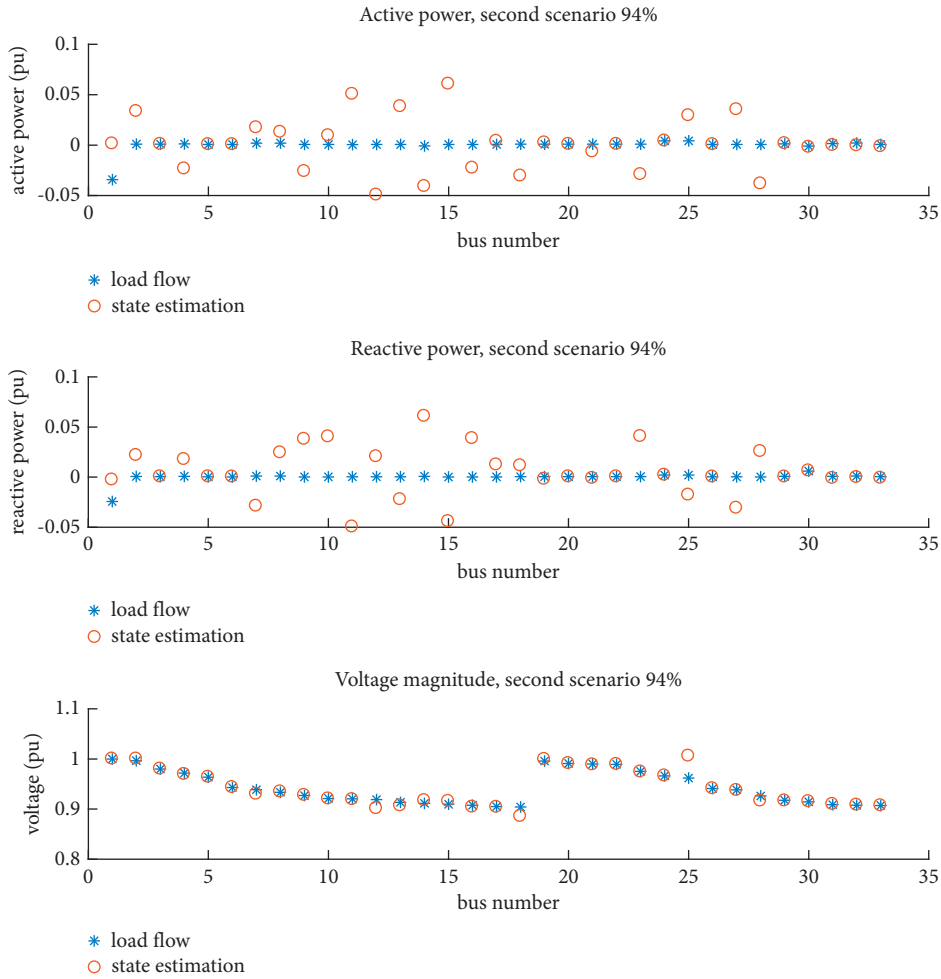 Active power, second scenario 94%
0.1
0.05
0
-0.05
active power (pu)
0 5 10 15 20 25 30 35
bus number
load flow
state estimation
Reactive power, second scenario 94%
0.1
0.05
0
-0.05
reactive power (pu)
0 5 10 15 20 25 30 35
bus number
load flow
state estimation
Voltage magnitude, second scenario 94%
1.1
1
0.9
0.8
voltage (pu)
0 5 10 15 20 25 30 35
bus number
load flow
state estimation